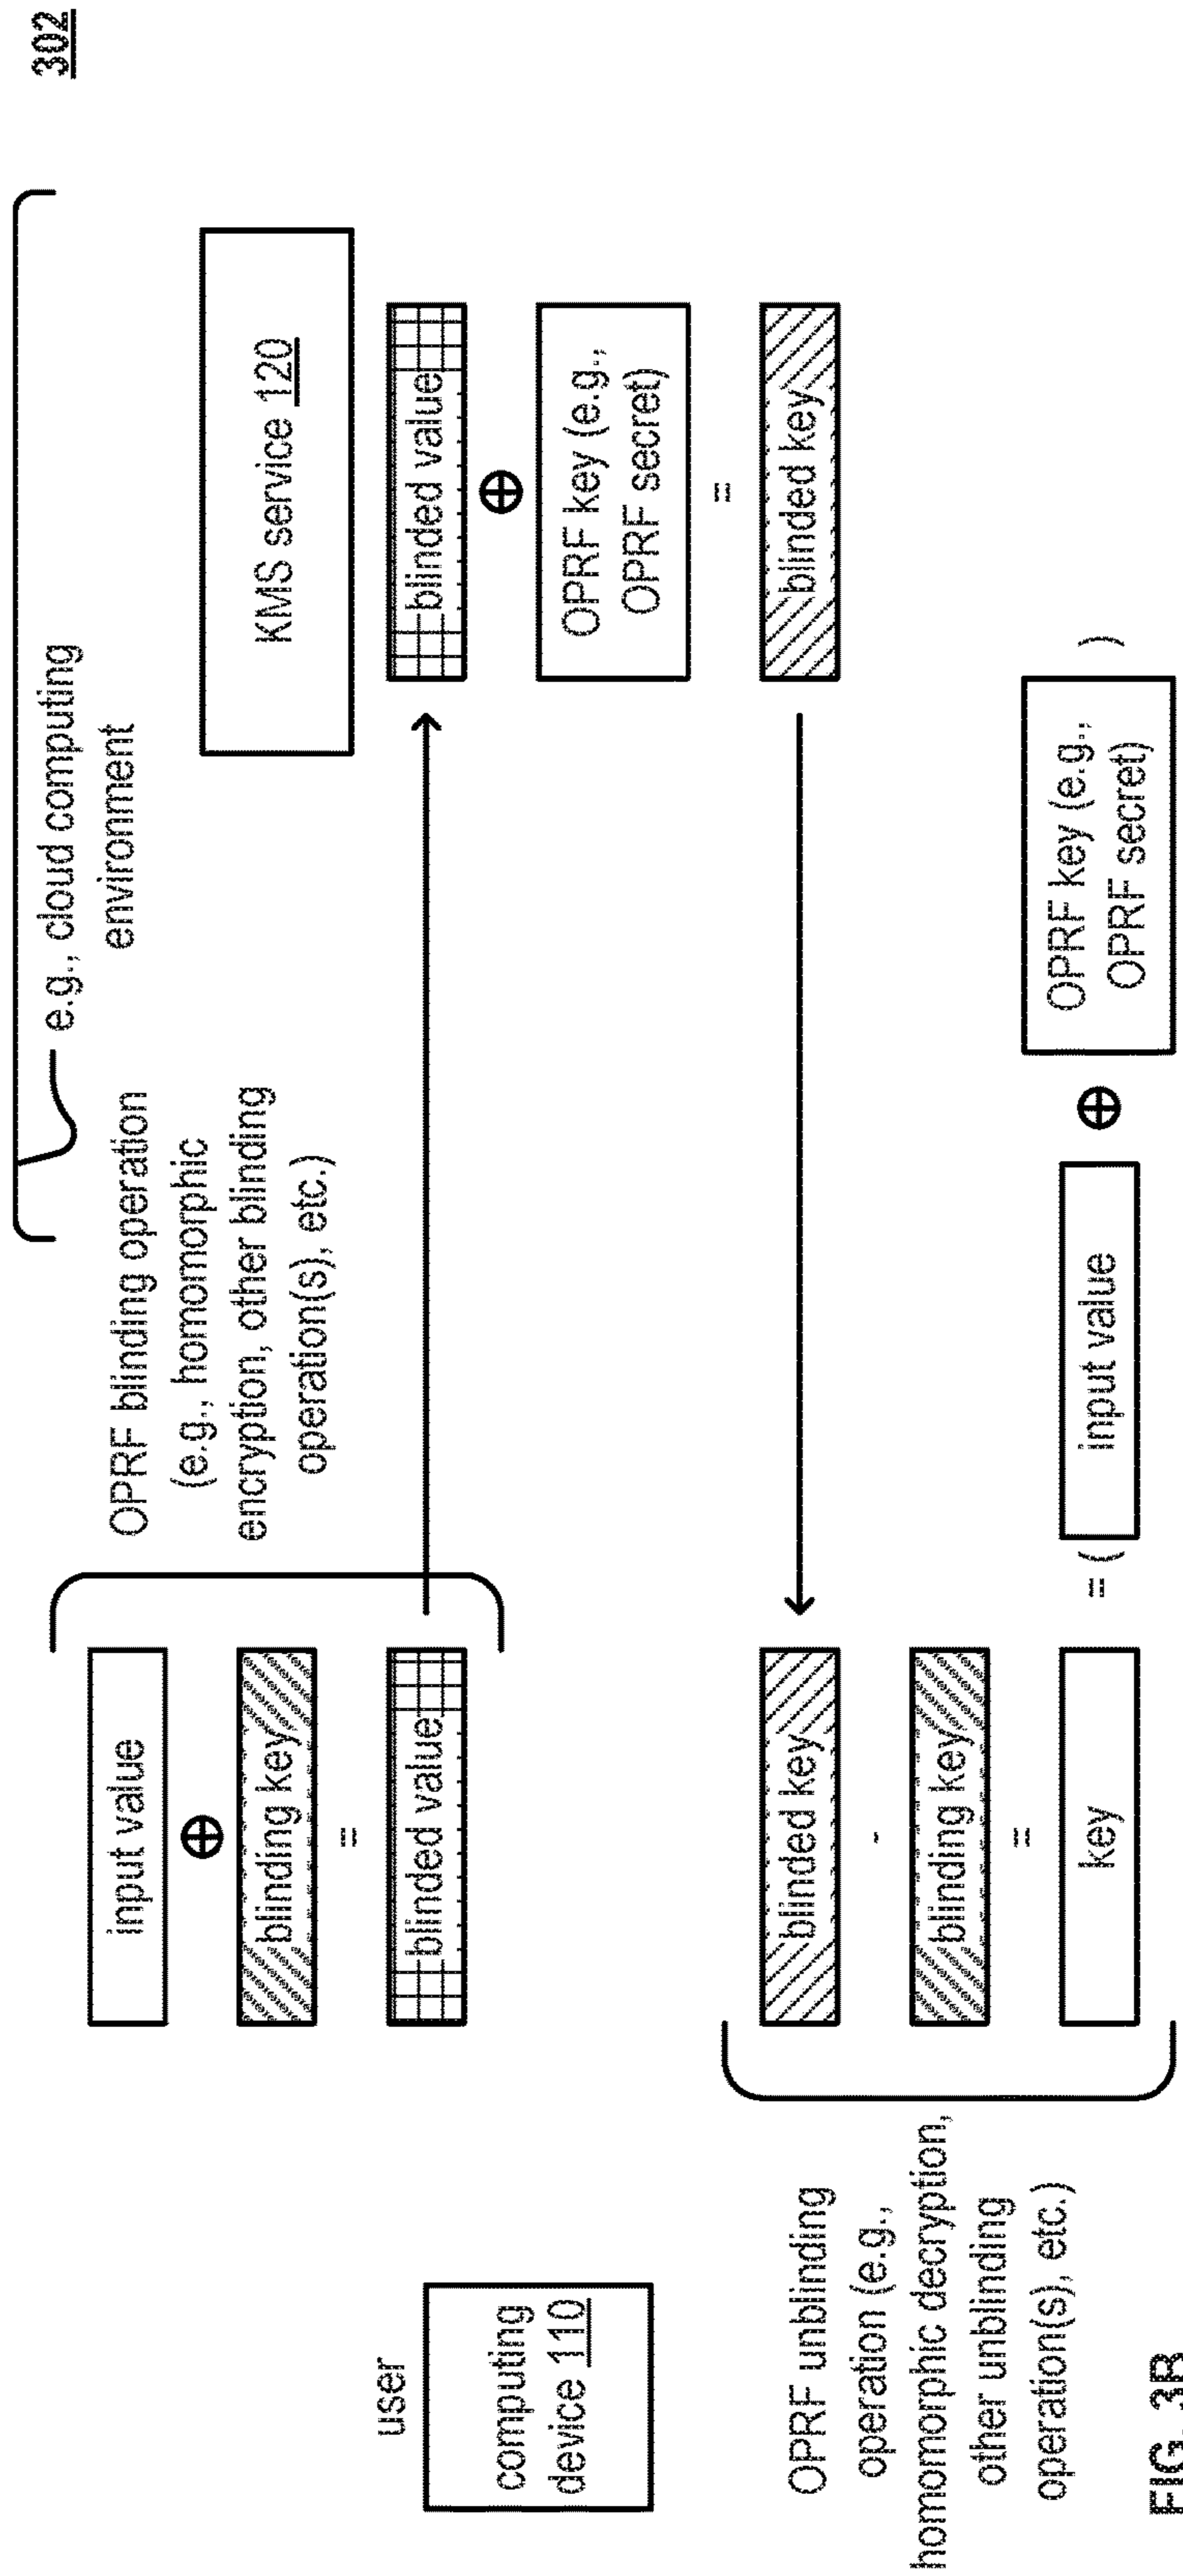 302
e.g., cloud computing
environment
OPRF blinding operation
(e.g., homomorphic
encryption, other blinding
operation(s), etc.)
input value
⊕
blinding key
=
blinded value
KMS service 120
blinded value
⊕
OPRF key (e.g.,
OPRF secret)
=
blinded key
user
computing
device 110
OPRF unblinding
operation (e.g.,
homomorphic decryption,
other unblinding
operation(s), etc.)
blinded key
-
blinding key
=
key
= ( input value ⊕ OPRF key (e.g.,
OPRF secret) )
FIG. 3B